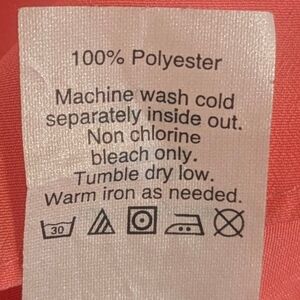 100% Polyester
Machine wash cold
separately inside out.
Non chlorine
bleach only.
Tumble dry low.
Warm iron as needed.
30